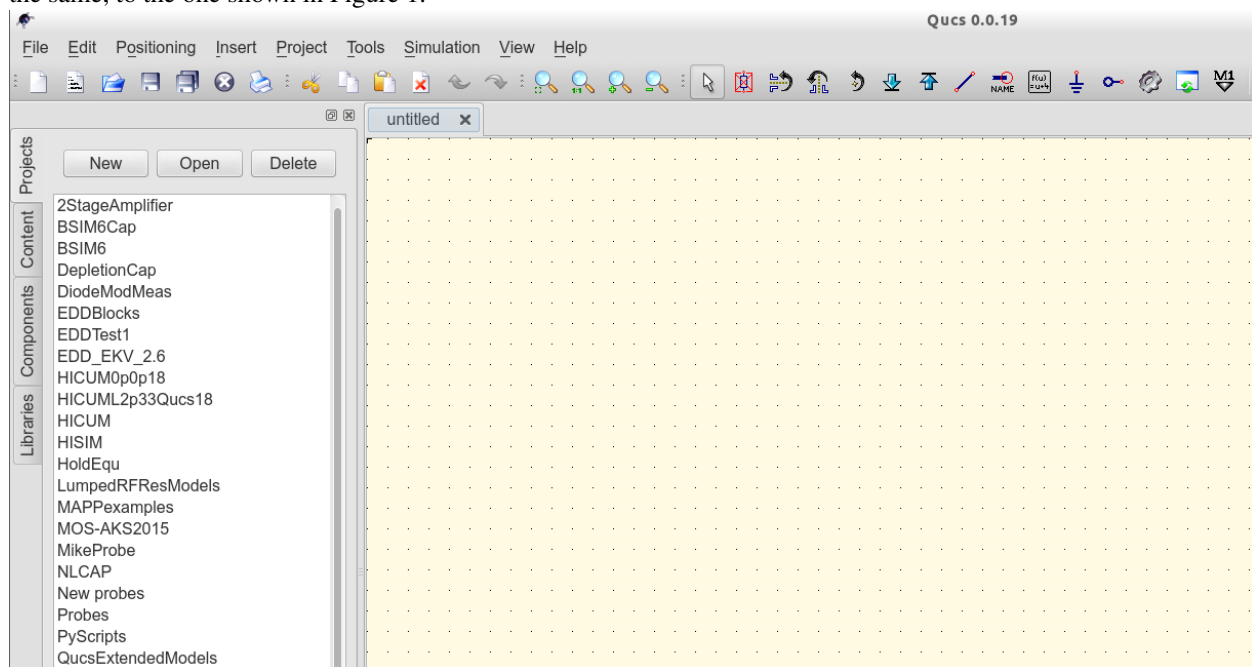 the same, to the one shown in Figure 1.
Qucs 0.0.19
File Edit Positioning Insert Project Tools Simulation View Help
1:1
NAME
f(ω)
=u+4
M1
untitled
Projects
Content
Components
Libraries
New Open Delete
2StageAmplifier
BSIM6Cap
BSIM6
DepletionCap
DiodeModMeas
EDDBlocks
EDDTest1
EDD_EKV_2.6
HICUM0p0p18
HICUML2p33Qucs18
HICUM
HISIM
HoldEqu
LumpedRFResModels
MAPPexamples
MOS-AKS2015
MikeProbe
NLCAP
New probes
Probes
PyScripts
QucsExtendedModels